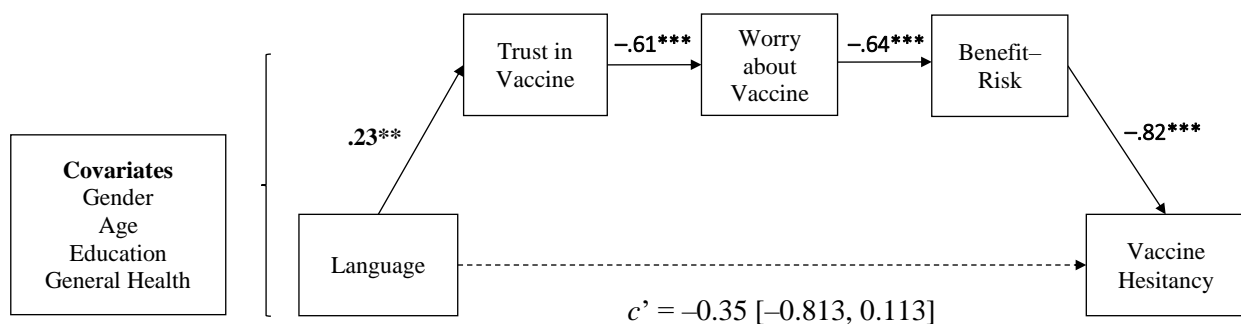 Covariates
Gender
Age
Education
General Health
Language
.23**
Trust in
Vaccine
–.61***
Worry
about
Vaccine
–.64***
Benefit–
Risk
–.82***
Vaccine
Hesitancy
c’ = –0.35 [–0.813, 0.113]